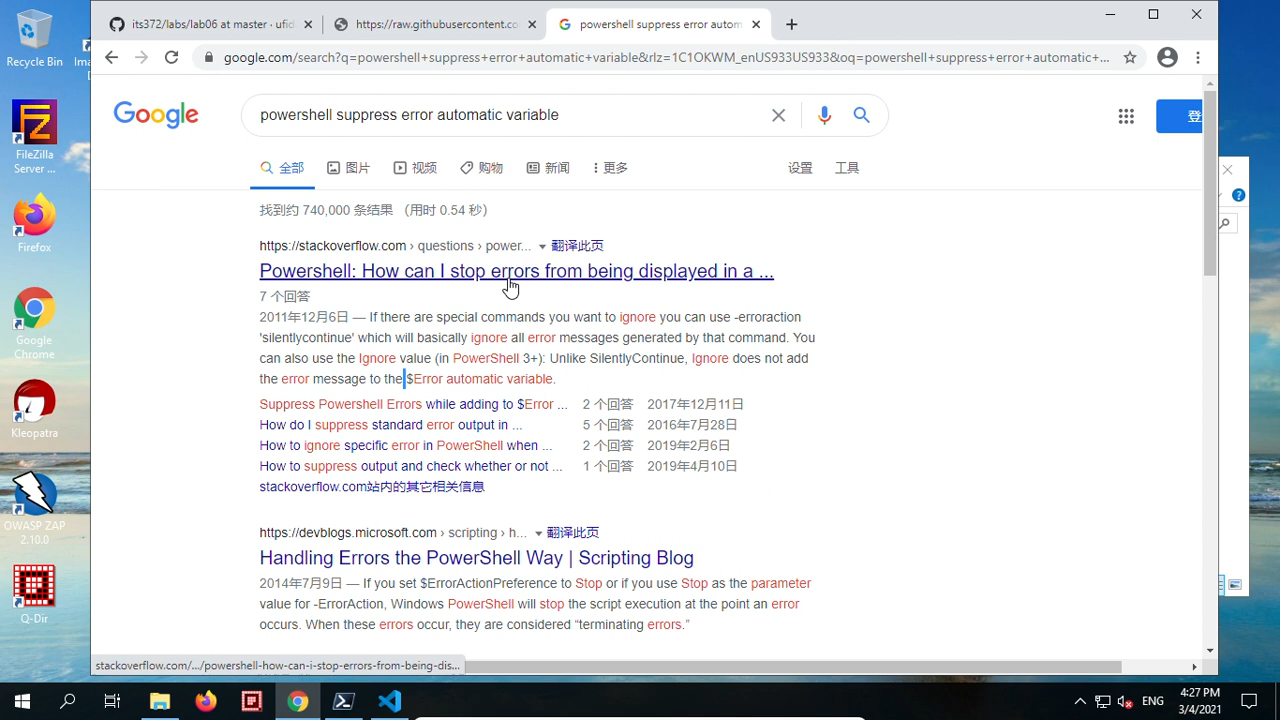 its372/labs/lab06 at master · ufid
https://raw.githubusercontent.co
powershell suppress error autom
google.com/search?q=powershell+suppress+error+automatic+variable&rlz=1C1OKWM_enUS933US933&oq=powershell+suppress+error+automatic+...
Google
powershell suppress error automatic variable
登
全部
图片
视频
购物
新闻
更多
设置
工具
找到约 740,000 条结果 （用时 0.54 秒）
https://stackoverflow.com › questions › power... 翻译此页
Powershell: How can I stop errors from being displayed in a ...
7 个回答
2011年12月6日 — If there are special commands you want to ignore you can use -erroraction
'silentlycontinue' which will basically ignore all error messages generated by that command. You
can also use the Ignore value (in PowerShell 3+): Unlike SilentlyContinue, Ignore does not add
the error message to the $Error automatic variable.
Suppress Powershell Errors while adding to $Error ... 2 个回答 2017年12月11日
How do I suppress standard error output in ... 5 个回答 2016年7月28日
How to ignore specific error in PowerShell when ... 2 个回答 2019年2月6日
How to suppress output and check whether or not ... 1 个回答 2019年4月10日
stackoverflow.com站内的其它相关信息
https://devblogs.microsoft.com › scripting › h... 翻译此页
Handling Errors the PowerShell Way | Scripting Blog
2014年7月9日 — If you set $ErrorActionPreference to Stop or if you use Stop as the parameter
value for -ErrorAction, Windows PowerShell will stop the script execution at the point an error
occurs. When these errors occur, they are considered “terminating errors.”
stackoverflow.com/.../powershell-how-can-i-stop-errors-from-being-dis...
Recycle Bin
Ima
FileZilla
Server ...
Firefox
Google
Chrome
Kleopatra
OWASP ZAP
2.10.0
Q-Dir
ENG
4:27 PM
3/4/2021